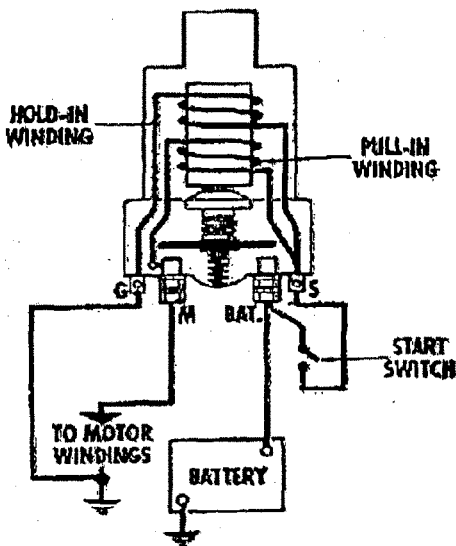 HOLD-IN
WINDING
PULL-IN
WINDING
G
M
BAT.
S
START
SWITCH
TO MOTOR
WINDINGS
BATTERY